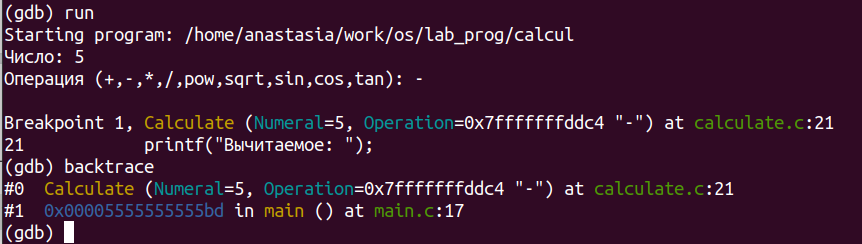 (gdb) run
Starting program: /home/anastasia/work/os/lab_prog/calcul
Число: 5
Операция (+,-,*,/,pow,sqrt,sin,cos,tan): -
Breakpoint 1, Calculate (Numeral=5, Operation=0x7fffffffddc4 "-") at calculate.c:21
21 printf("Вычитаемое: ");
(gdb) backtrace
#0 Calculate (Numeral=5, Operation=0x7fffffffddc4 "-") at calculate.c:21
#1 0x00005555555555bd in main () at main.c:17
(gdb)